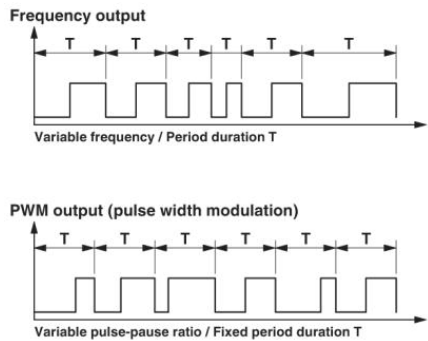 Frequency output
T T T T T T
Variable frequency / Period duration T
PWM output (pulse width modulation)
T T T T T T
Variable pulse-pause ratio / Fixed period duration T